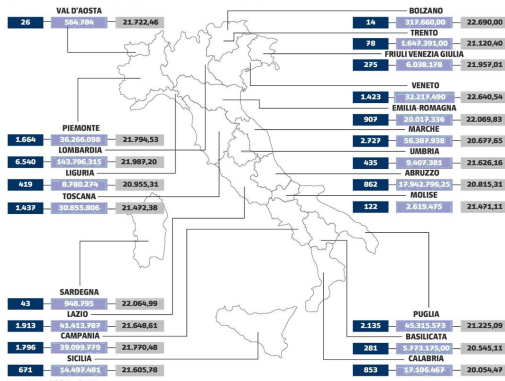 VAL D'AOSTA
26 564.784 21.722,46
BOLZANO
14 317.660,00 22.690,00
TRENTO
78 1.647.391,00 21.120,40
FRIULI VENEZIA GIULIA
275 6.038.178 21.957,01
VENETO
1.423 32.217.490 22.640,54
EMILIA-ROMAGNA
907 20.017.336 22.069,83
PIEMONTE
1.664 36.266.098 21.794,53
MARCHE
2.727 56.387.938 20.677,65
LOMBARDIA
6.540 143.796.315 21.987,20
UMBRIA
435 9.407.381 21.626,16
LIGURIA
419 8.780.274 20.955,31
ABRUZZO
862 17.942.796,25 20.815,31
TOSCANA
1.437 30.855.806 21.472,38
MOLISE
122 2.619.475 21.471,11
SARDEGNA
43 948.795 22.064,99
LAZIO
1.913 41.413.787 21.648,61
PUGLIA
2.135 45.315.573 21.225,09
CAMPANIA
1.796 39.099.779 21.770,48
BASILICATA
281 5.773.175,00 20.545,11
SICILIA
671 14.497.481 21.605,78
CALABRIA
853 17.106.467 20.054,47